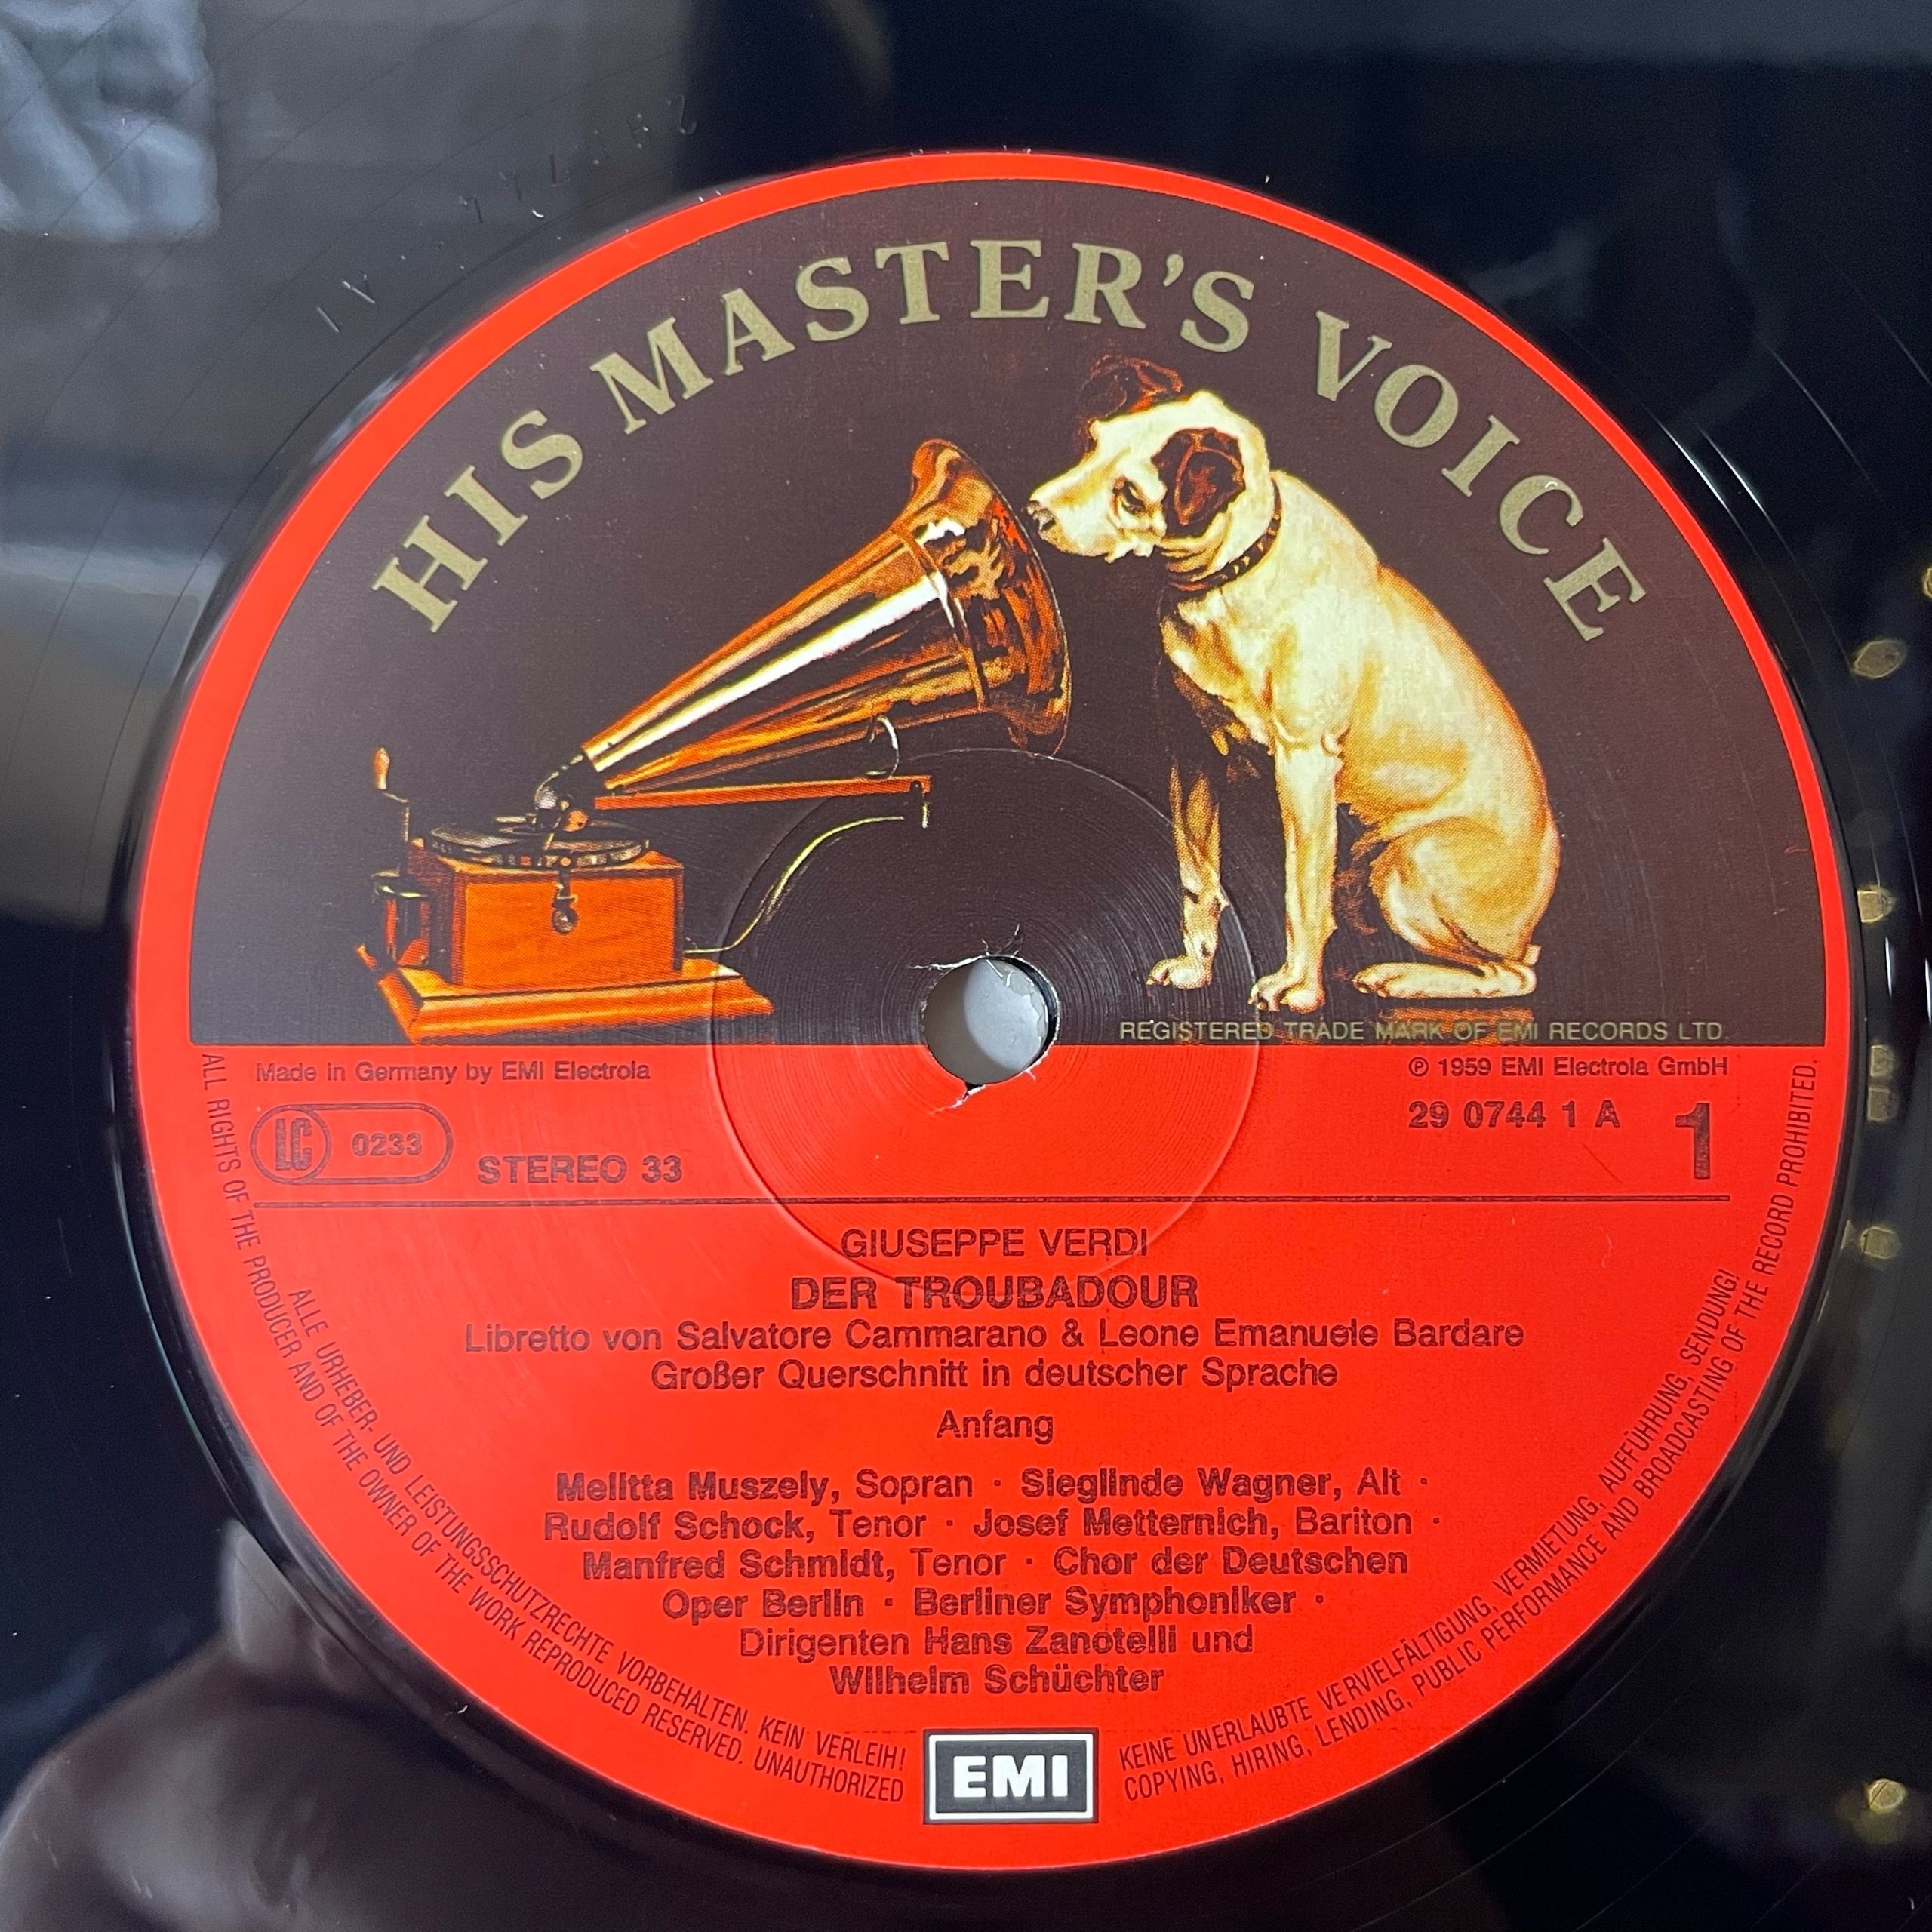 HIS MASTER'S VOICE
REGISTERED TRADE MARK OF EMI RECORDS LTD.
Made in Germany by EMI Electrola
℗ 1959 EMI Electrola GmbH
LC 0233
STEREO 33
29 0744 1 A
1
GIUSEPPE VERDI
DER TROUBADOUR
Libretto von Salvatore Cammarano & Leone Emanuele Bardare
Großer Querschnitt in deutscher Sprache
Anfang
Melitta Muszely, Sopran · Sieglinde Wagner, Alt ·
Rudolf Schock, Tenor · Josef Metternich, Bariton ·
Manfred Schmidt, Tenor · Chor der Deutschen
Oper Berlin · Berliner Symphoniker ·
Dirigenten Hans Zanotelli und
Wilhelm Schüchter
ALLE URHEBER- UND LEISTUNGSSCHUTZRECHTE VORBEHALTEN. KEIN VERLEIH!
KEINE UNERLAUBTE VERVIELFÄLTIGUNG, VERMIETUNG, AUFFÜHRUNG, SENDUNG!
ALL RIGHTS OF THE PRODUCER AND OF THE OWNER OF THE WORK REPRODUCED RESERVED. UNAUTHORIZED
COPYING, HIRING, LENDING, PUBLIC PERFORMANCE AND BROADCASTING OF THE RECORD PROHIBITED.
EMI